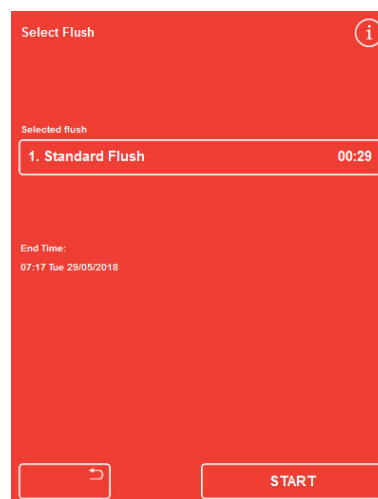 Select Flush
i
Selected flush
1. Standard Flush 00:29
End Time:
07:17 Tue 29/05/2018
START